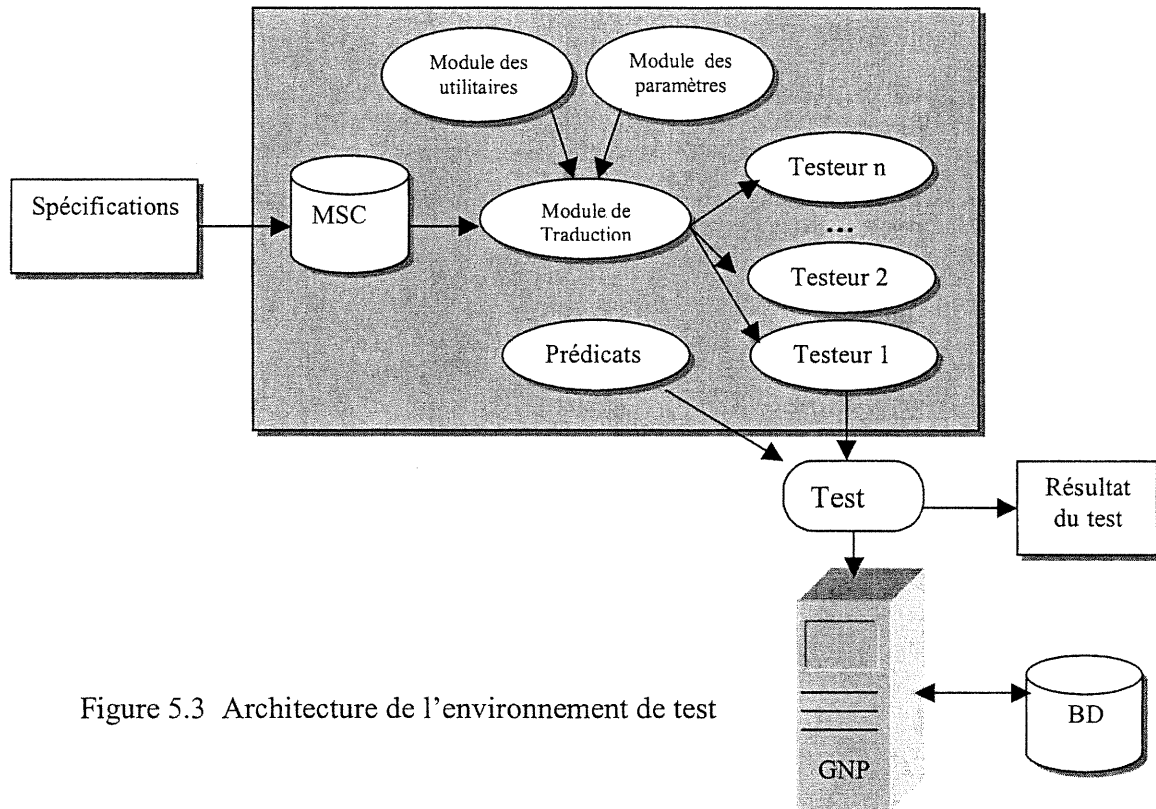 Module des
utilitaires
Module des
paramètres
Testeur n
Spécifications
MSC
Module de
Traduction
...
Testeur 2
Prédicats
Testeur 1
Test
Résultat
du test
Figure 5.3 Architecture de l'environnement de test
BD
GNP